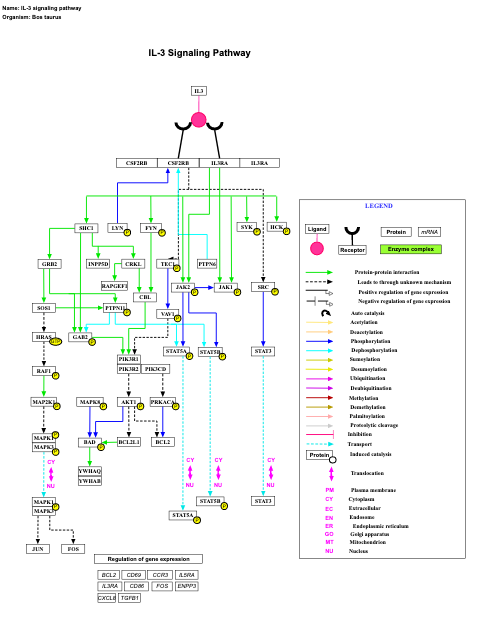 Name: IL-3 signaling pathway
Organism: Bos taurus
IL-3 Signaling Pathway
IL3
CSF2RB CSF2RB IL3RA IL3RA
SHC1 LYN P FYN P SYK P HCK P
GRB2 INPP5D CRKL TEC P PTPN6
RAPGEF1 JAK2 P JAK1 P SRC P
CBL
SOS1 PTPN11 P VAV1 P
HRAS GTP GAB2 P
PIK3R1 STAT5A P STAT5B P STAT3
RAF1 P PIK3R2 PIK3CD
MAP2K1 P MAPK8 P AKT1 P PRKACA P
MAPK1 P
MAPK3 P BAD P BCL2L1 BCL2
CY CY CY CY
YWHAQ
YWHAB
NU NU NU NU
MAPK1 P
MAPK3 P STAT5A P STAT5B P STAT3
JUN FOS
Regulation of gene expression
BCL2 CD69 CCR3 IL5RA
IL3RA CD86 FOS ENPP3
CXCL8 TGFB1
LEGEND
Ligand Protein mRNA
Receptor Enzyme complex
Protein-protein interaction
Leads to through unknown mechanism
Positive regulation of gene expression
Negative regulation of gene expression
Auto catalysis
Acetylation
Deacetylation
Phosphorylation
Dephosphorylation
Sumoylation
Desumoylation
Ubiquitination
Deubiquitination
Methylation
Demethylation
Palmitoylation
Proteolytic cleavage
Inhibition
Transport
Protein Induced catalysis
Translocation
PM Plasma membrane
CY Cytoplasm
EC Extracellular
EN Endosome
ER Endoplasmic reticulum
GO Golgi apparatus
MT Mitochondrion
NU Nucleus